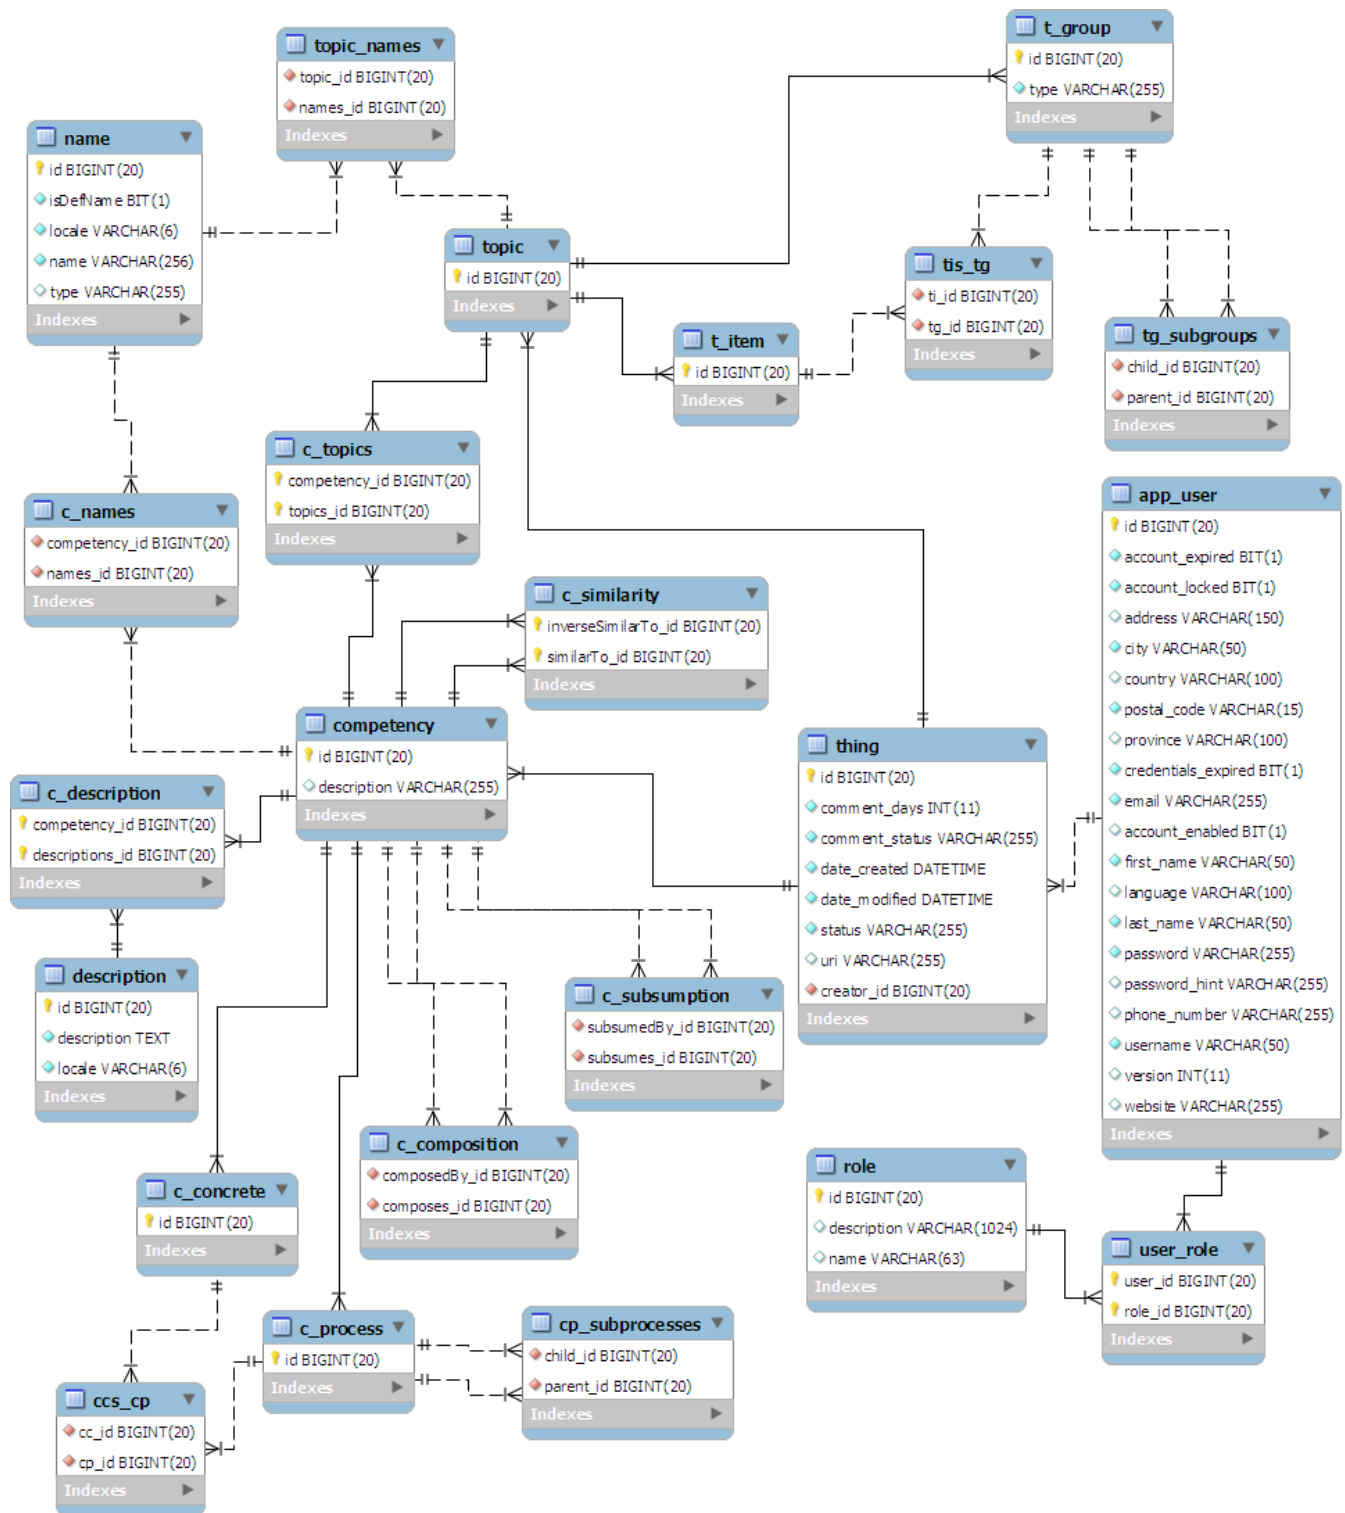 topic_names
topic_id BIGINT(20)
names_id BIGINT(20)
Indexes
t_group
id BIGINT(20)
type VARCHAR(255)
Indexes
name
id BIGINT(20)
isDefName BIT(1)
locale VARCHAR(6)
name VARCHAR(256)
type VARCHAR(255)
Indexes
topic
id BIGINT(20)
Indexes
tis_tg
ti_id BIGINT(20)
tg_id BIGINT(20)
Indexes
t_item
id BIGINT(20)
Indexes
tg_subgroups
child_id BIGINT(20)
parent_id BIGINT(20)
Indexes
c_topics
competency_id BIGINT(20)
topics_id BIGINT(20)
Indexes
c_names
competency_id BIGINT(20)
names_id BIGINT(20)
Indexes
app_user
id BIGINT(20)
account_expired BIT(1)
account_locked BIT(1)
address VARCHAR(150)
city VARCHAR(50)
country VARCHAR(100)
postal_code VARCHAR(15)
province VARCHAR(100)
credentials_expired BIT(1)
email VARCHAR(255)
account_enabled BIT(1)
first_name VARCHAR(50)
language VARCHAR(100)
last_name VARCHAR(50)
password VARCHAR(255)
password_hint VARCHAR(255)
phone_number VARCHAR(255)
username VARCHAR(50)
version INT(11)
website VARCHAR(255)
Indexes
c_similarity
inverseSimilarTo_id BIGINT(20)
similarTo_id BIGINT(20)
Indexes
competency
id BIGINT(20)
description VARCHAR(255)
Indexes
thing
id BIGINT(20)
comment_days INT(11)
comment_status VARCHAR(255)
date_created DATETIME
date_modified DATETIME
status VARCHAR(255)
uri VARCHAR(255)
creator_id BIGINT(20)
Indexes
c_description
competency_id BIGINT(20)
descriptions_id BIGINT(20)
Indexes
description
id BIGINT(20)
description TEXT
locale VARCHAR(6)
Indexes
c_subsumption
subsumedBy_id BIGINT(20)
subsumes_id BIGINT(20)
Indexes
c_composition
composedBy_id BIGINT(20)
composes_id BIGINT(20)
Indexes
role
id BIGINT(20)
description VARCHAR(1024)
name VARCHAR(63)
Indexes
c_concrete
id BIGINT(20)
Indexes
user_role
user_id BIGINT(20)
role_id BIGINT(20)
Indexes
c_process
id BIGINT(20)
Indexes
cp_subprocesses
child_id BIGINT(20)
parent_id BIGINT(20)
Indexes
ccs_cp
cc_id BIGINT(20)
cp_id BIGINT(20)
Indexes